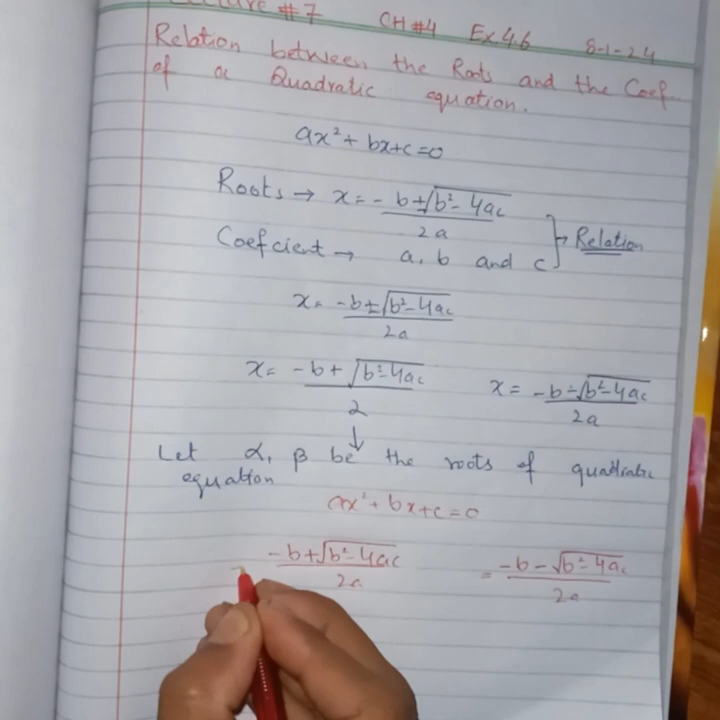 Lecture #7 CH#4 Ex 4.6 8-1-24
Relation between the Roots and the Coef
of a Quadratic equation.
ax²+bx+c=0
Roots → x = -b±√b²-4ac / 2a
Coefcient → a, b and c } → Relation
x = -b±√b²-4ac / 2a
x = -b+√b²-4ac / 2 x = -b-√b²-4ac / 2a
↓
Let α, β be the roots of quadratic
equation
ax²+bx+c=0
-b+√b²-4ac / 2a = -b-√b²-4ac / 2a